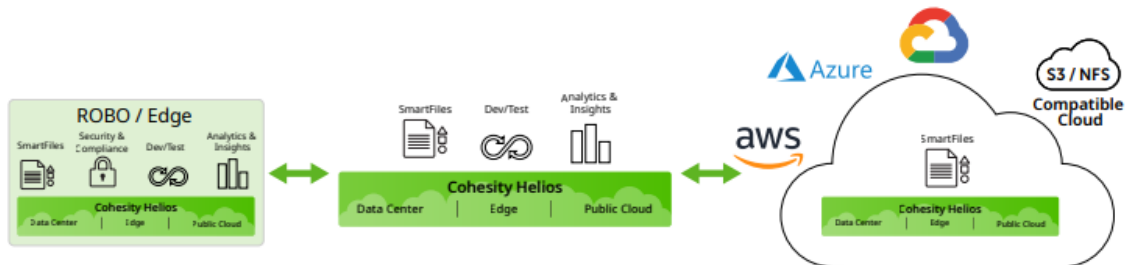 ROBO / Edge
SmartFiles
Security &
Compliance
Dev/Test
Analytics &
Insights
Cohesity Helios
Data Center | Edge | Public Cloud
SmartFiles
Dev/Test
Analytics &
Insights
Cohesity Helios
Data Center | Edge | Public Cloud
Azure
aws
S3 / NFS
Compatible
Cloud
SmartFiles
Cohesity Helios
Data Center | Edge | Public Cloud